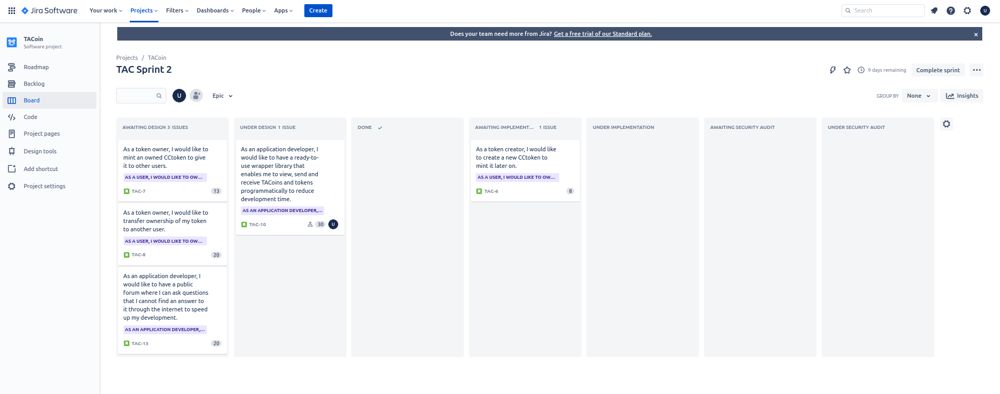 Jira Software
Your work
Projects
Filters
Dashboards
People
Apps
Create
Search
U
TACoin
Software project
Roadmap
Backlog
Board
Code
Project pages
Design tools
Add shortcut
Project settings
Does your team need more from Jira? Get a free trial of our Standard plan.
×
Projects / TACoin
TAC Sprint 2
9 days remaining
Complete sprint
U
Epic
GROUP BY
None
Insights
AWAITING DESIGN 3 ISSUES
As a token owner, I would like to
mint an owned CCtoken to give
it to other users.
AS A USER, I WOULD LIKE TO OW...
TAC-7
13
As a token owner, I would like to
transfer ownership of my token
to another user.
AS A USER, I WOULD LIKE TO OW...
TAC-8
20
As an application developer, I
would like to have a public
forum where I can ask questions
that I cannot find an answer to
it through the internet to speed
up my development.
AS AN APPLICATION DEVELOPER,...
TAC-13
20
UNDER DESIGN 1 ISSUE
As an application developer, I
would like to have a ready-to-
use wrapper library that
enables me to view, send and
receive TACoins and tokens
programmatically to reduce
development time.
AS AN APPLICATION DEVELOPER,...
TAC-10
30
U
DONE
AWAITING IMPLEMENT... 1 ISSUE
As a token creator, I would like
to create a new CCtoken to
mint it later on.
AS A USER, I WOULD LIKE TO OW...
TAC-6
8
UNDER IMPLEMENTATION
AWAITING SECURITY AUDIT
UNDER SECURITY AUDIT